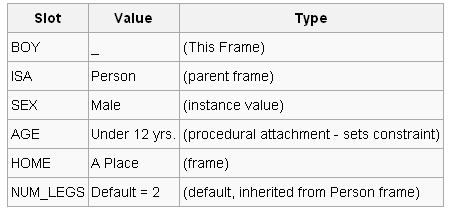 Slot Value Type
BOY _ (This Frame)
ISA Person (parent frame)
SEX Male (instance value)
AGE Under 12 yrs. (procedural attachment - sets constraint)
HOME A Place (frame)
NUM_LEGS Default = 2 (default, inherited from Person frame)